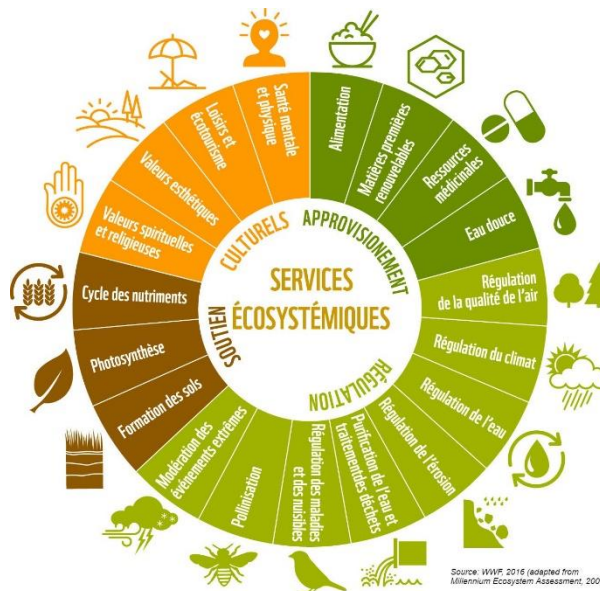 SERVICES
ÉCOSYSTÉMIQUES
APPROVISIONEMENT
Alimentation
Matières premières
renouvelables
Ressources
médicinales
Eau douce
RÉGULATION
Régulation
de la qualité de l'air
Régulation du climat
Régulation de l'eau
Régulation de l'érosion
Purification de l'eau et
traitementdes déchets
Régulation des maladies
et des nuisibles
Pollinisation
Modération des
événements extrêmes
SOUTIEN
Formation des sols
Photosynthèse
Cycle des nutriments
CULTURELS
Valeurs spirituelles
et religieuses
Valeurs esthétiques
Loisirs et
écotourisme
Santé mentale
et physique
Source: WWF, 2016 (adapted from
Millennium Ecosystem Assessment, 200